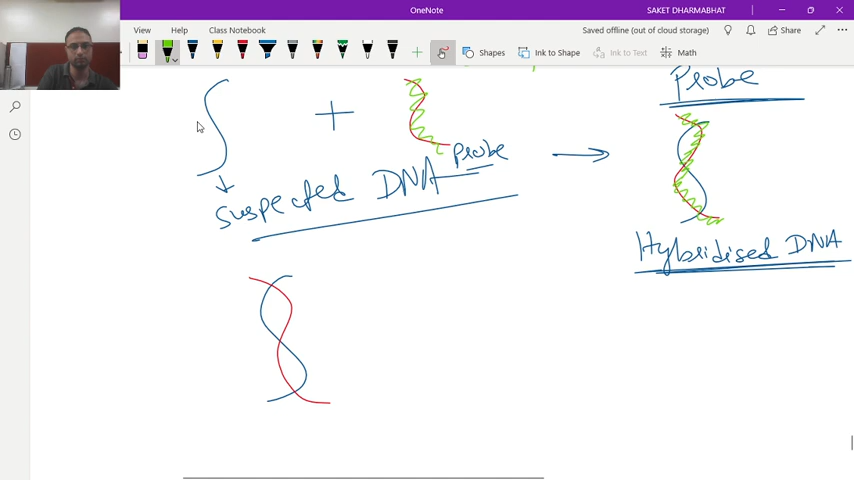 OneNote
SAKET DHARMABHAT
View Help Class Notebook
Saved offline (out of cloud storage)
Share
Shapes
Ink to Shape
Ink to Text
Math
Probe
+
probe
suspected DNA
Hybridised DNA